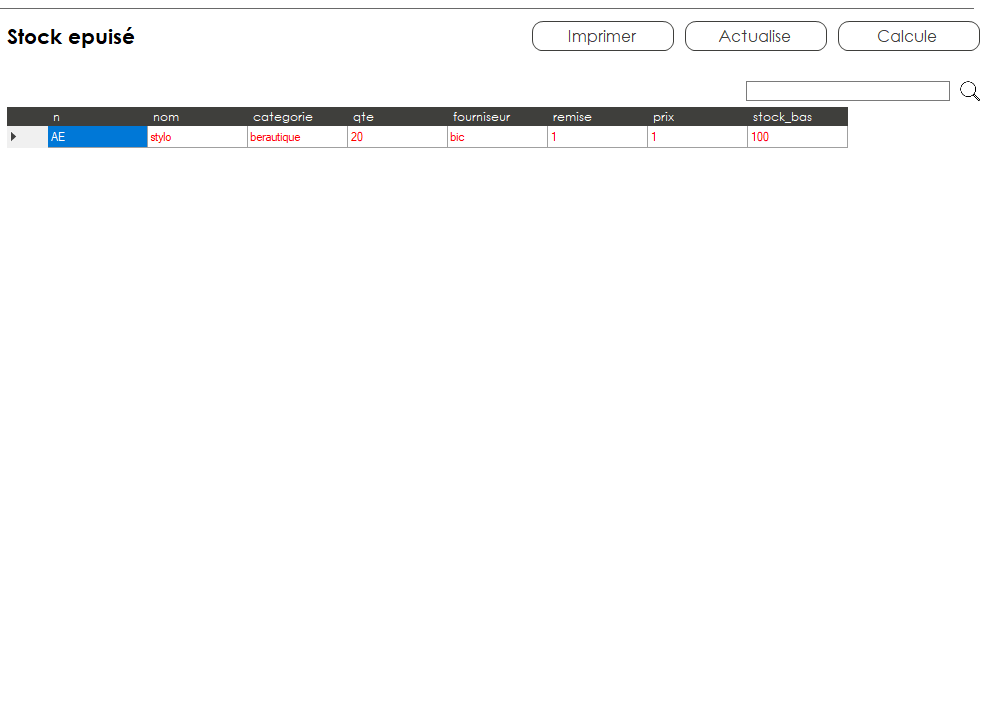 Stock epuisé
Imprimer Actualise Calcule
n nom categorie qte fourniseur remise prix stock_bas
AE stylo berautique 20 bic 1 1 100